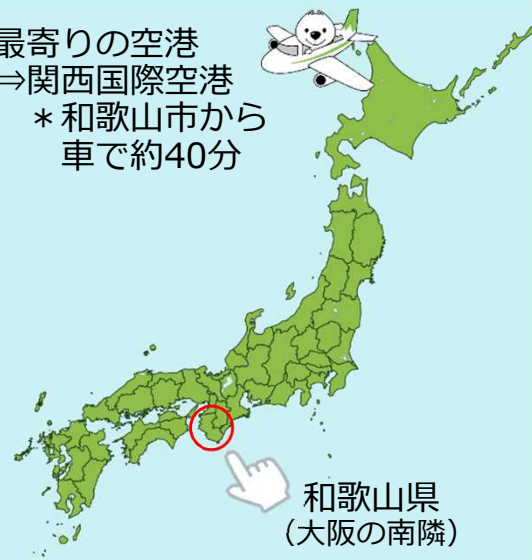 最寄りの空港
⇒関西国際空港
＊和歌山市から
車で約40分
和歌山県
（大阪の南隣）